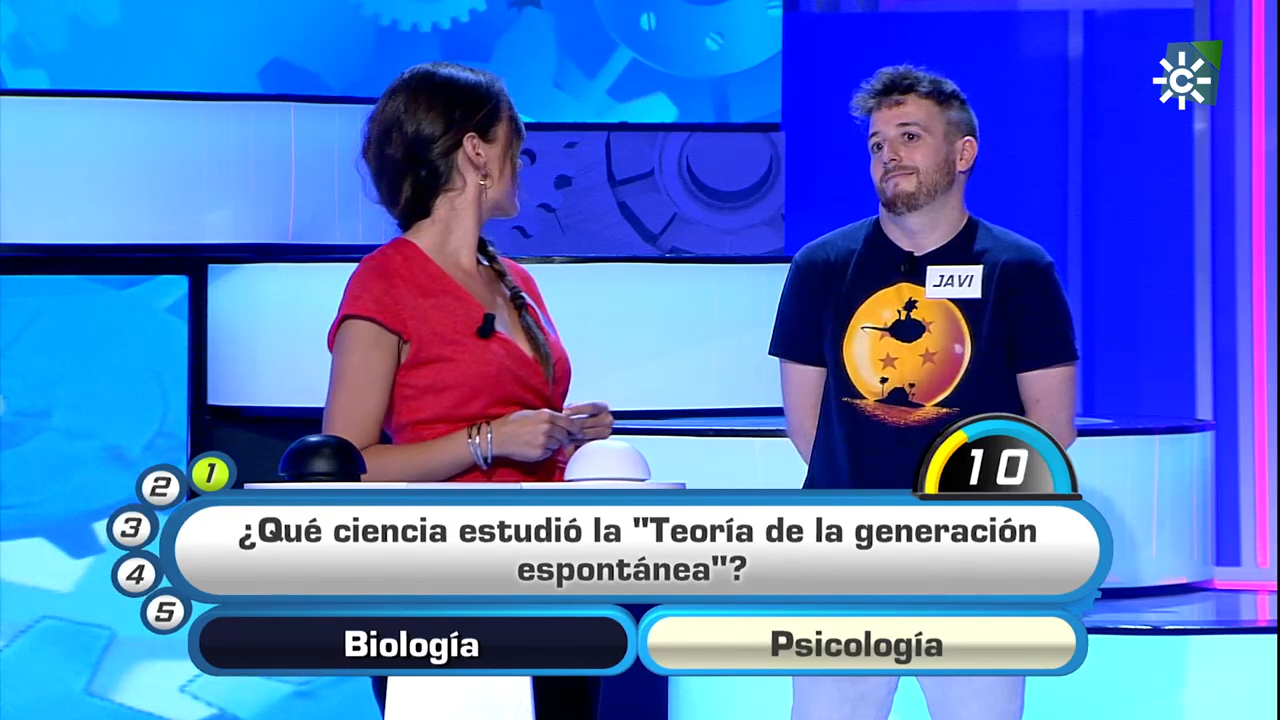 C
JAVI
10
1
2
3
4
5
¿Qué ciencia estudió la "Teoría de la generación
espontánea"?
Biología
Psicología